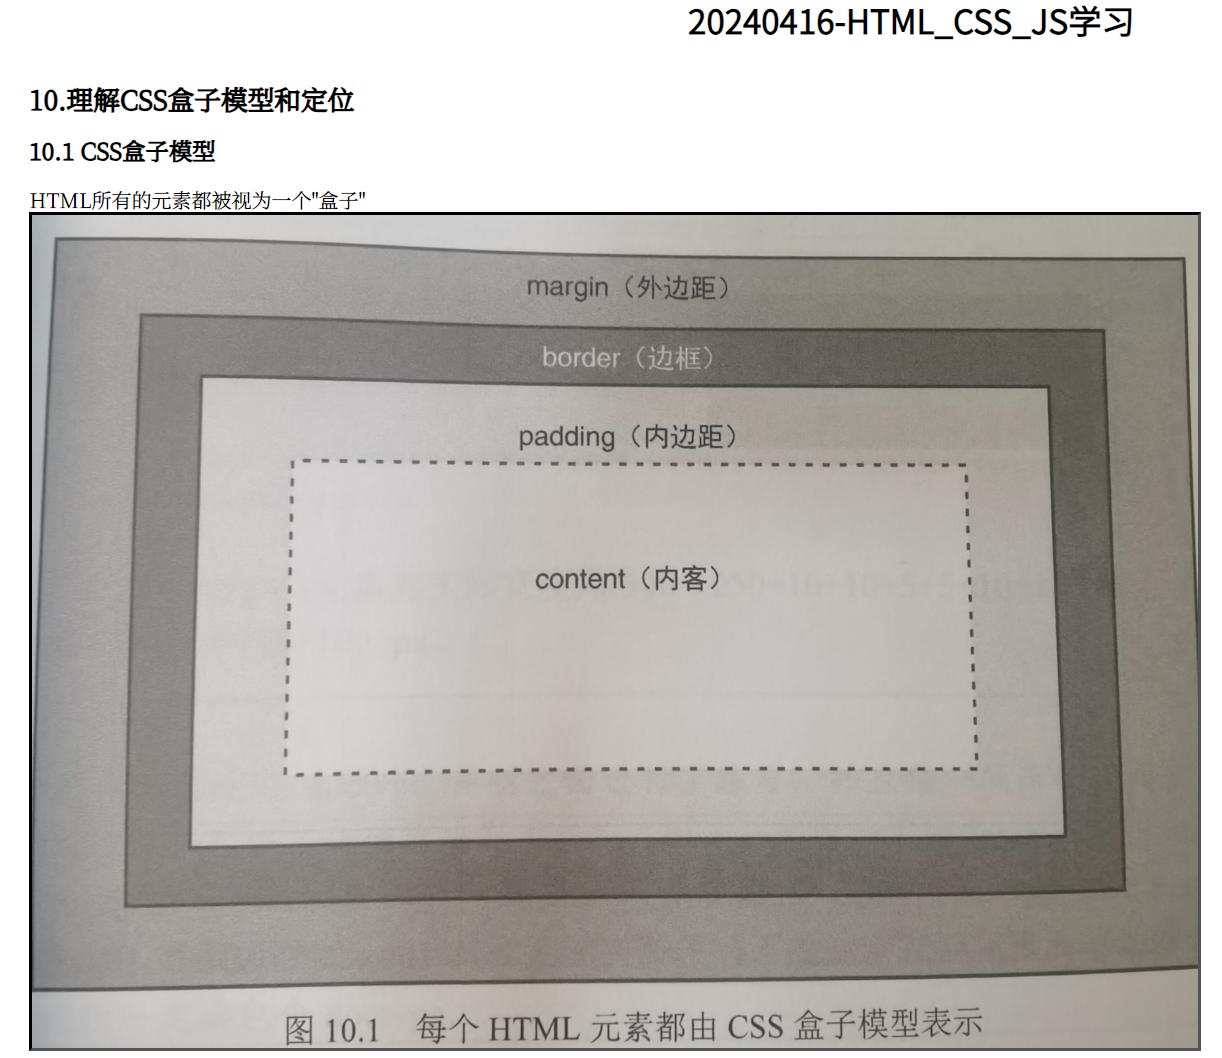 20240416-HTML_CSS_JS学习
10.理解CSS盒子模型和定位
10.1 CSS盒子模型
HTML所有的元素都被视为一个"盒子"
margin（外边距）
border（边框）
padding（内边距）
content（内客）
图 10.1 每个 HTML 元素都由 CSS 盒子模型表示